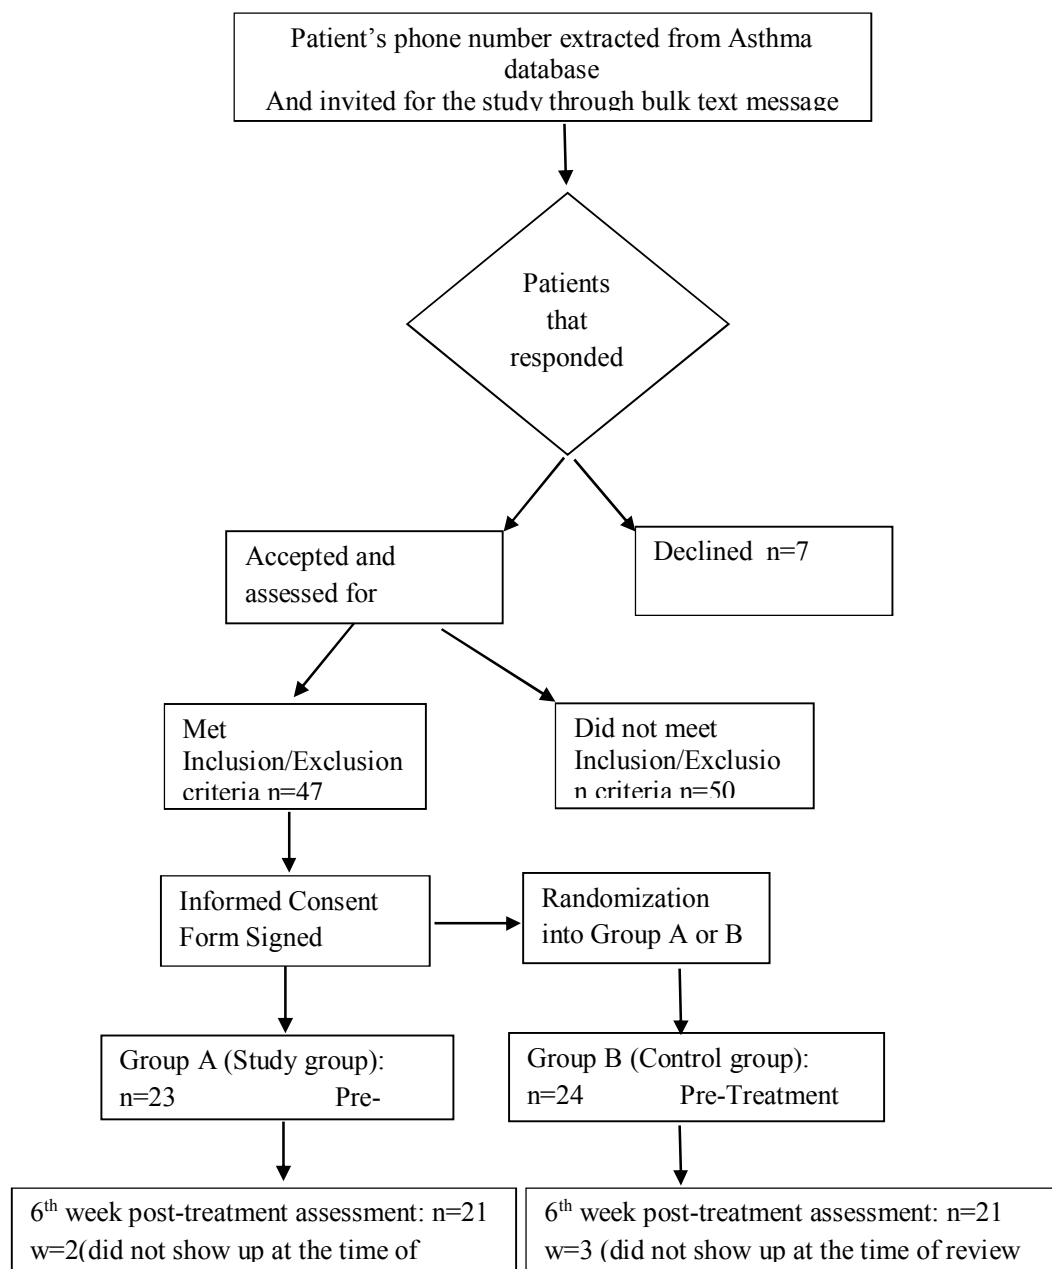 Patient’s phone number extracted from Asthma
database
And invited for the study through bulk text message
Patients
that
responded
Accepted and
assessed for
Declined  n=7
Met
Inclusion/Exclusion
criteria n=47
Did not meet
Inclusion/Exclusio
n criteria n=50
Informed Consent
Form Signed
Randomization
into Group A or B
Group A (Study group):
n=23 Pre-
Group B (Control group):
n=24 Pre-Treatment
6th week post-treatment assessment: n=21
w=2(did not show up at the time of
6th week post-treatment assessment: n=21
w=3 (did not show up at the time of review